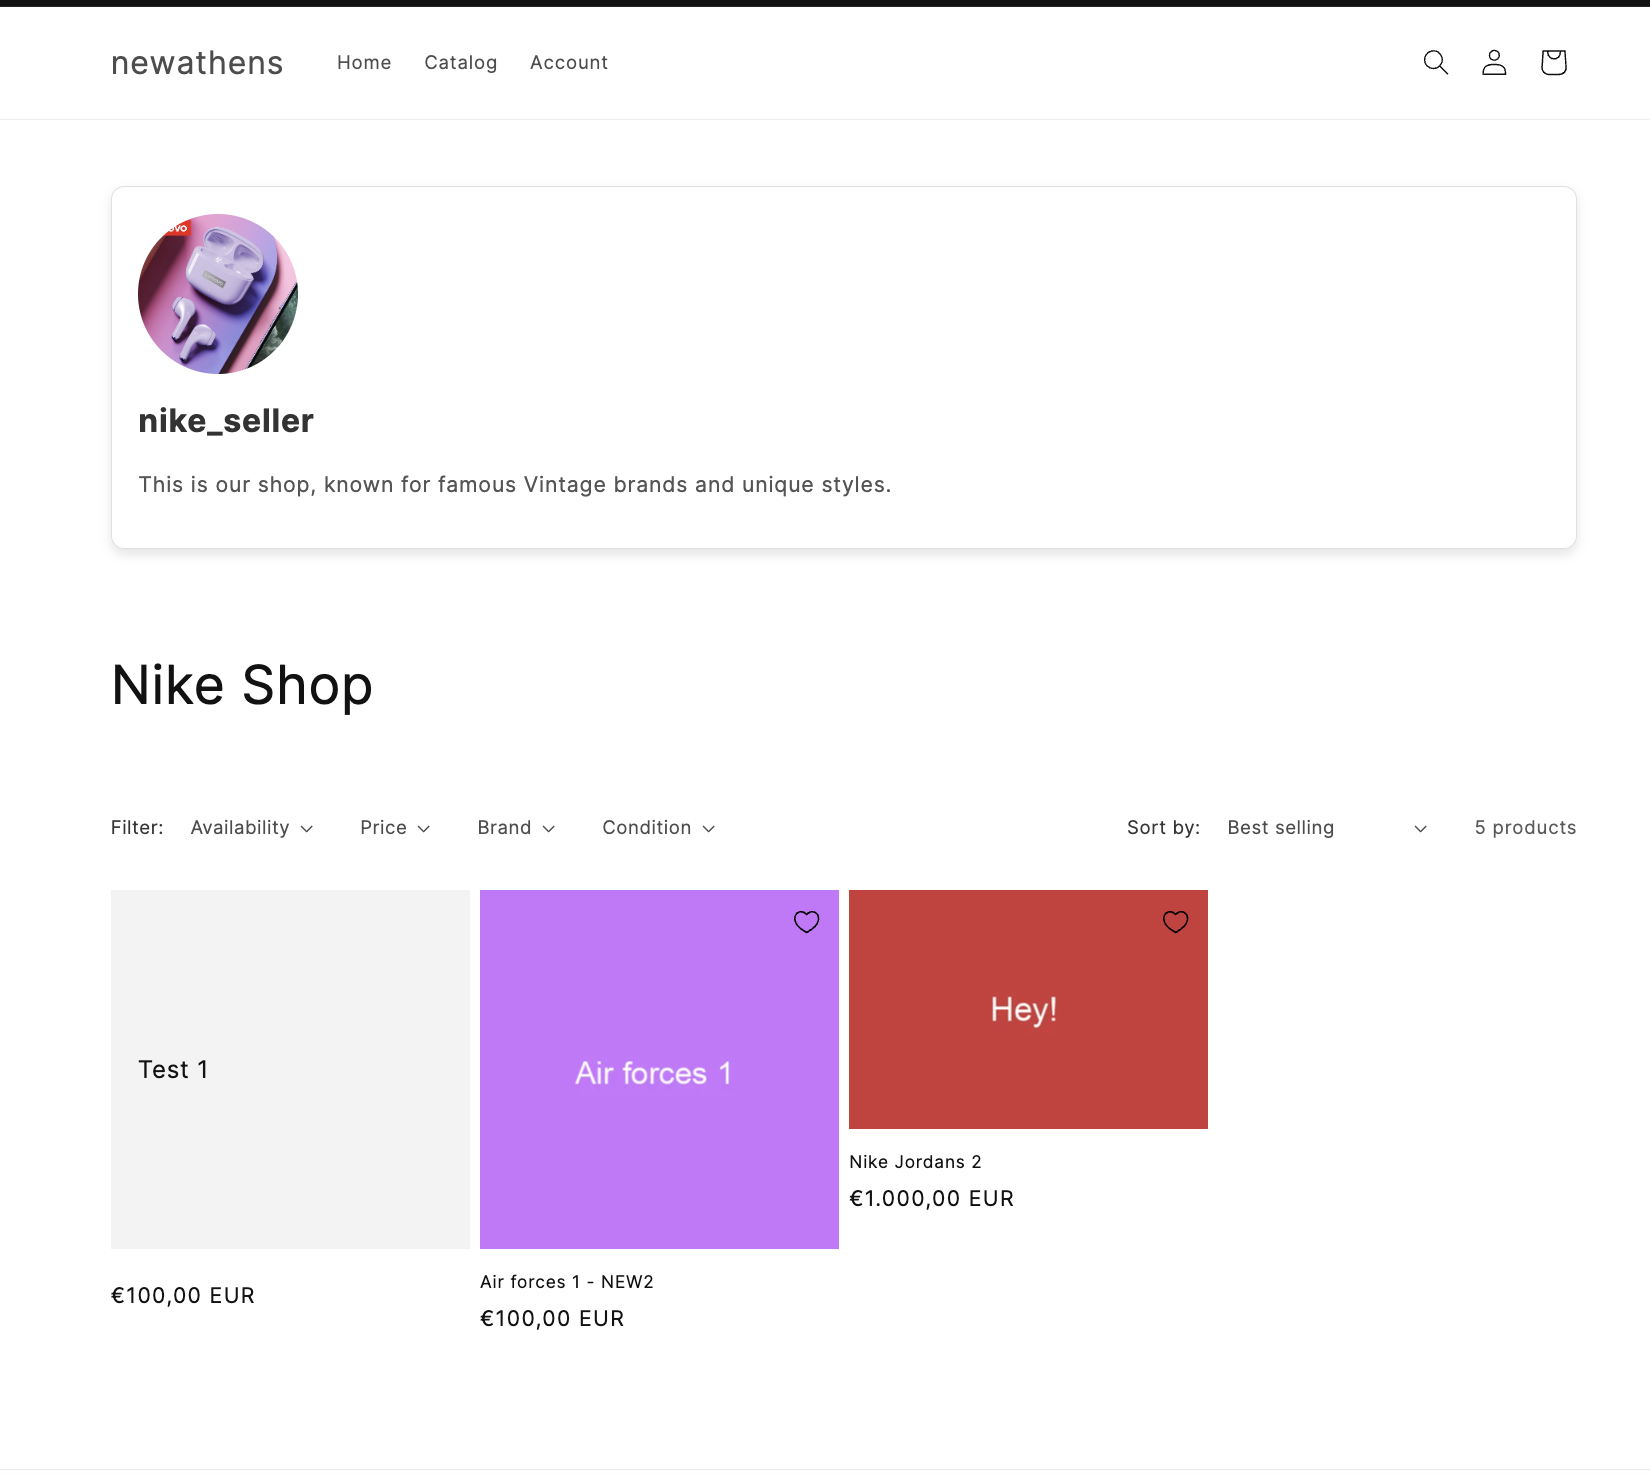 newathens
Home Catalog Account
nike_seller
This is our shop, known for famous Vintage brands and unique styles.
Nike Shop
Filter: Availability Price Brand Condition Sort by: Best selling 5 products
Test 1
€100,00 EUR
Air forces 1
Air forces 1 - NEW2
€100,00 EUR
Hey!
Nike Jordans 2
€1.000,00 EUR